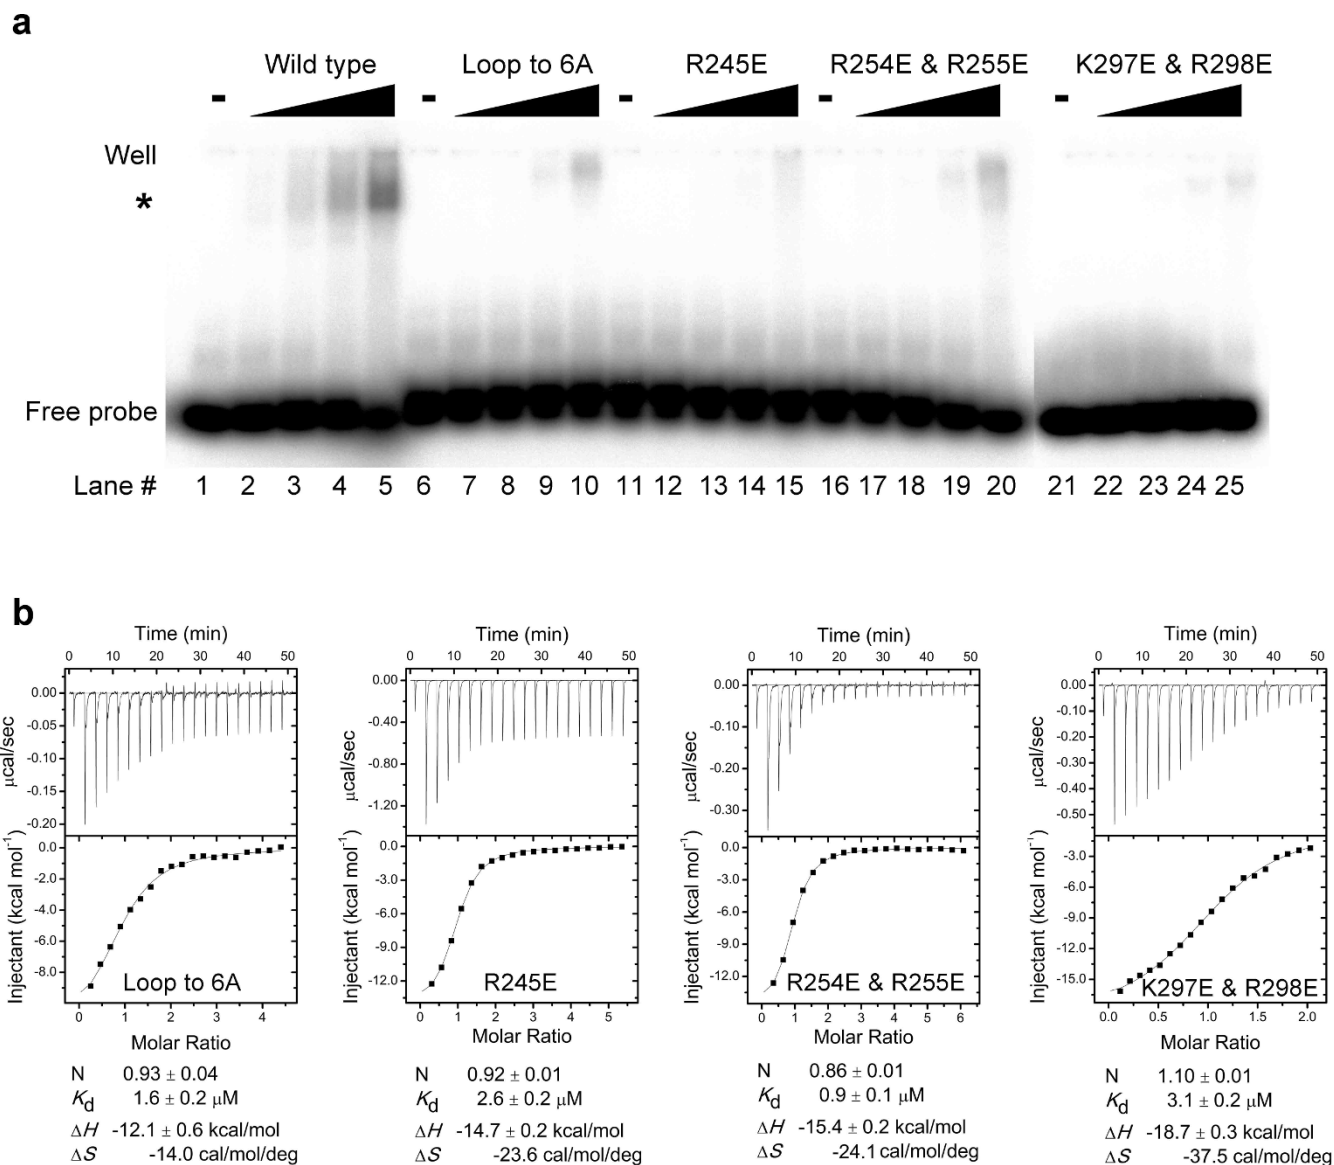 a
Wild type Loop to 6A R245E R254E & R255E K297E & R298E
- - - - -
Well
*
Free probe
Lane # 1 2 3 4 5 6 7 8 9 10 11 12 13 14 15 16 17 18 19 20 21 22 23 24 25
b
Time (min) Time (min) Time (min) Time (min)
0 10 20 30 40 50 0 10 20 30 40 50 0 10 20 30 40 50 0 10 20 30 40 50
µcal/sec
0.00
-0.05
-0.10
-0.15
-0.20
Injectant (kcal mol⁻¹)
0.0
-2.0
-4.0
-6.0
-8.0
Loop to 6A
0 1 2 3 4
Molar Ratio
N 0.93 ± 0.04
Kd 1.6 ± 0.2 µM
ΔH -12.1 ± 0.6 kcal/mol
ΔS -14.0 cal/mol/deg
µcal/sec
0.00
-0.40
-0.80
-1.20
Injectant (kcal mol⁻¹)
0.0
-3.0
-6.0
-9.0
-12.0
R245E
0 1 2 3 4 5
Molar Ratio
N 0.92 ± 0.01
Kd 2.6 ± 0.2 µM
ΔH -14.7 ± 0.2 kcal/mol
ΔS -23.6 cal/mol/deg
µcal/sec
0.00
-0.10
-0.20
-0.30
Injectant (kcal mol⁻¹)
0.0
-3.0
-6.0
-9.0
-12.0
R254E & R255E
0 1 2 3 4 5 6
Molar Ratio
N 0.86 ± 0.01
Kd 0.9 ± 0.1 µM
ΔH -15.4 ± 0.2 kcal/mol
ΔS -24.1 cal/mol/deg
µcal/sec
0.00
-0.10
-0.20
-0.30
-0.40
-0.50
Injectant (kcal mol⁻¹)
-3.0
-6.0
-9.0
-12.0
-15.0
K297E & R298E
0.0 0.5 1.0 1.5 2.0
Molar Ratio
N 1.10 ± 0.01
Kd 3.1 ± 0.2 µM
ΔH -18.7 ± 0.3 kcal/mol
ΔS -37.5 cal/mol/deg